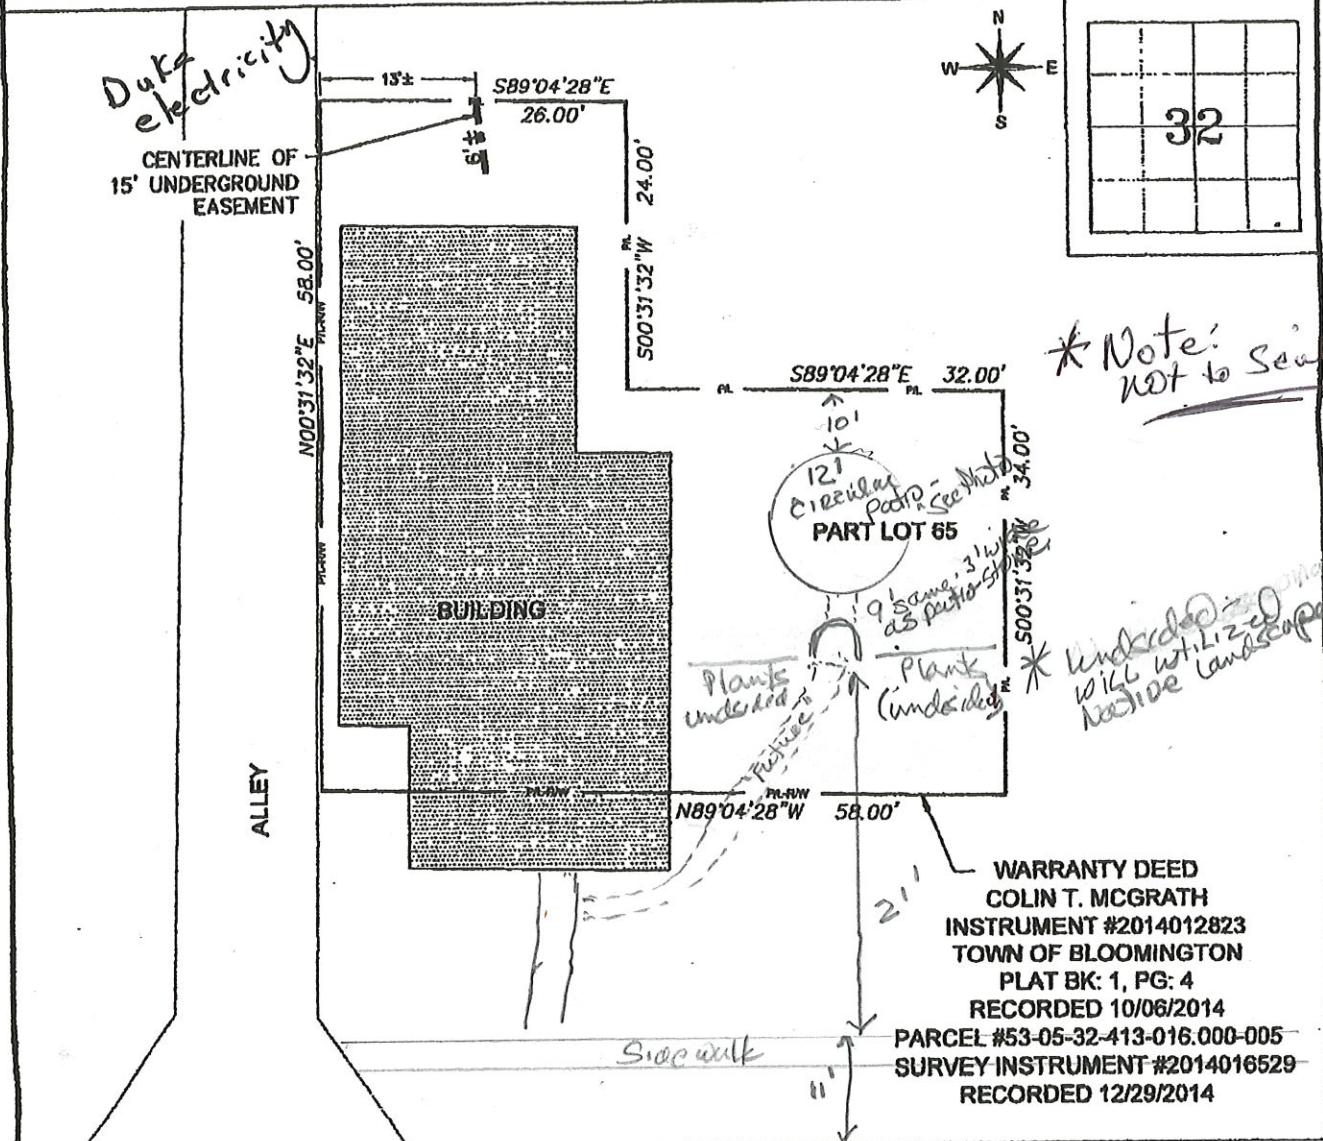 Duke
electricity
13'±
S89°04'28"E
26.00'
6'±
CENTERLINE OF
15' UNDERGROUND
EASEMENT
N
W E
S
32
24.00'
S00°31'32"W
P/L
N00°31'32"E 58.00'
P/L-R/W
P/L-R/W
* Note:
not to
S89°04'28"E 32.00'
P/L P/L
10'
12'
circular
patio - see photo
PART LOT 65
34.00'
P/L
S00°31'32"W
P/L
9' same, 3' wide
as patio stone
BUILDING
Plants
undecided
Plants
(undecided)
* Undecided
will utilized
Native Landscape
Future
P/L-R/W P/L-R/W
N89°04'28"W 58.00'
ALLEY
21'
WARRANTY DEED
COLIN T. MCGRATH
INSTRUMENT #2014012823
TOWN OF BLOOMINGTON
PLAT BK: 1, PG: 4
RECORDED 10/06/2014
PARCEL #53-05-32-413-016.000-005
SURVEY INSTRUMENT #2014016529
RECORDED 12/29/2014
Sidewalk
11'